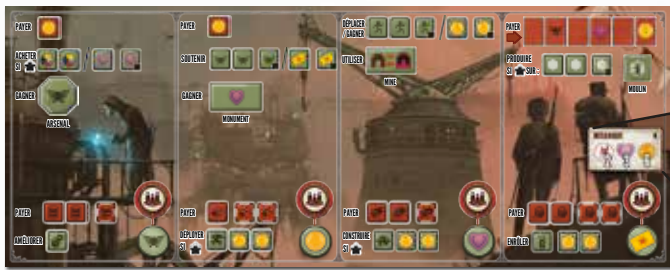 PAYER
ACHETER
SI
GAGNER
ARSENAL
PAYER
AMÉLIORER
PAYER
SOUTENIR
GAGNER
MONUMENT
PAYER
DÉPLOYER
SI
DÉPLACER
/ GAGNER
UTILISER
MINE
PAYER
CONSTRUIRE
SI
PAYER
PRODUIRE
SI SUR :
MOULIN
PAYER
ENRÔLER